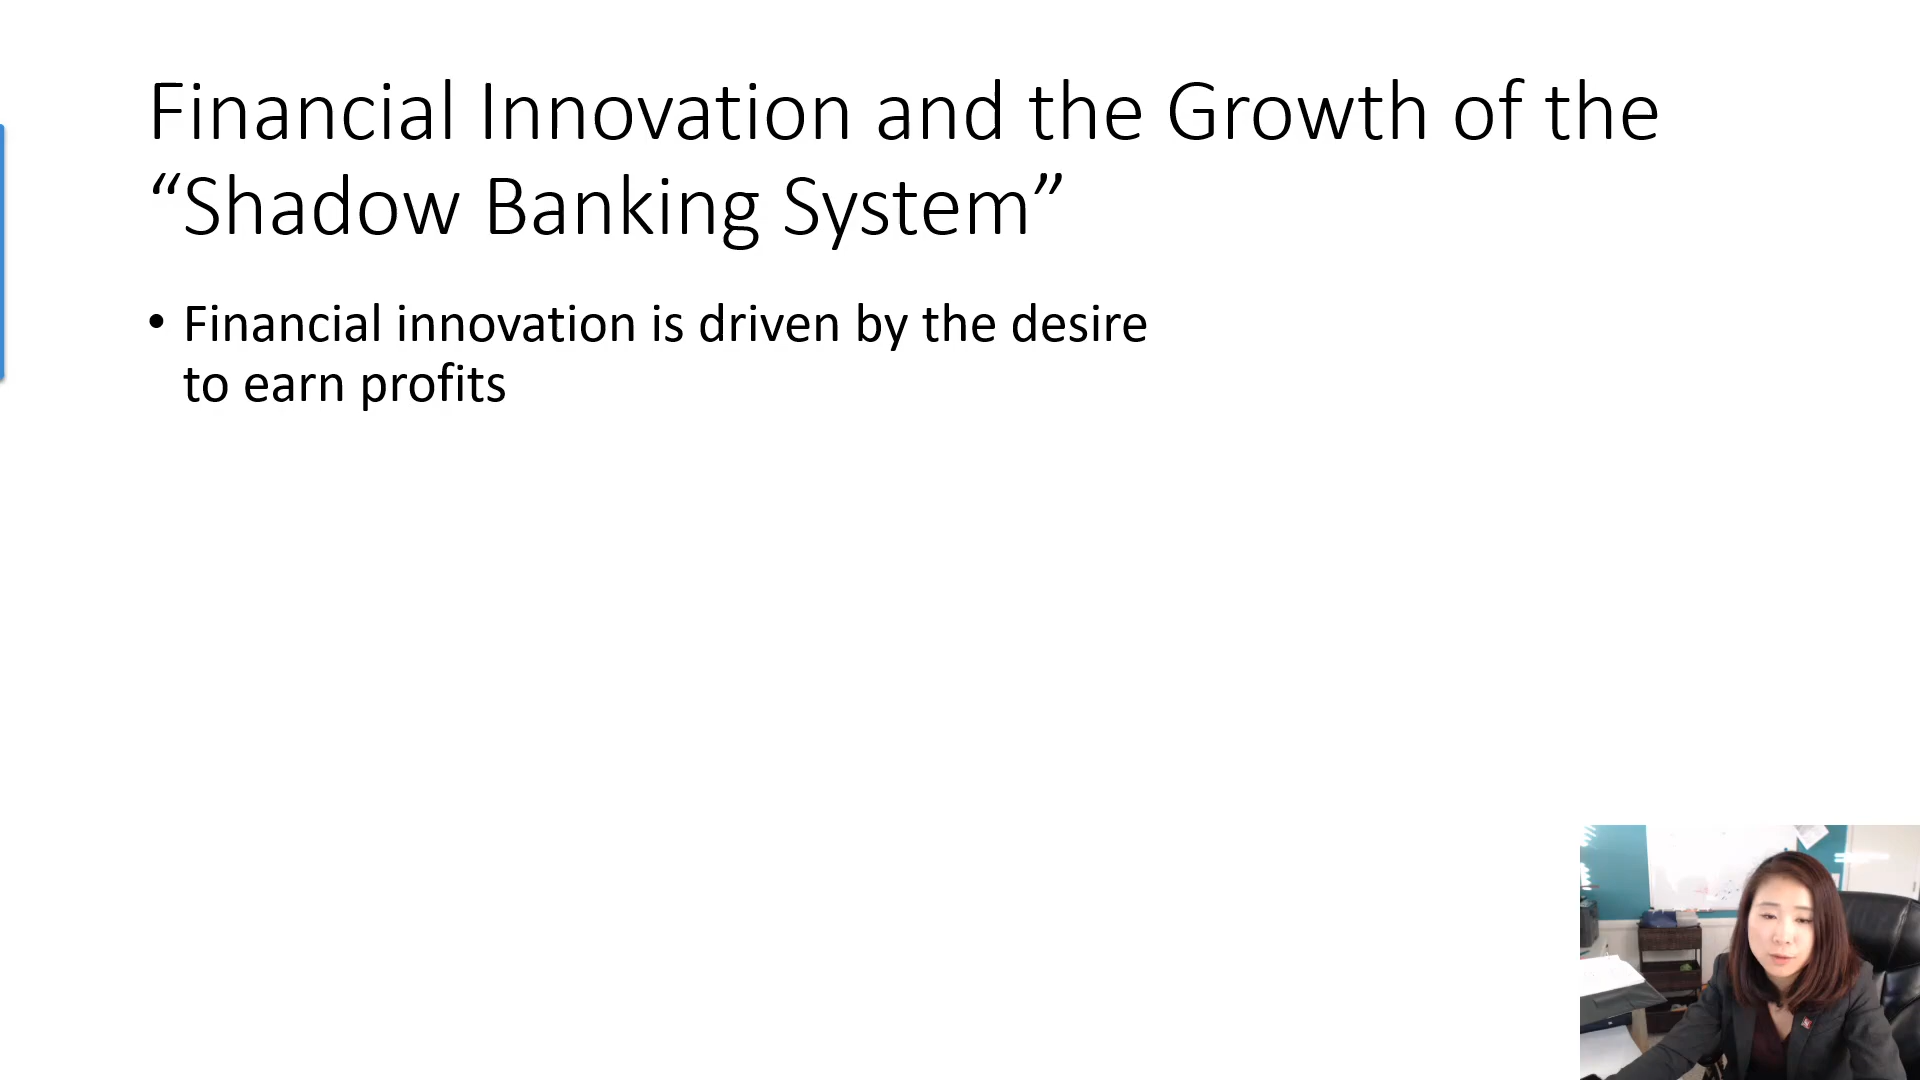 Financial Innovation and the Growth of the
“Shadow Banking System”
• Financial innovation is driven by the desire
to earn profits